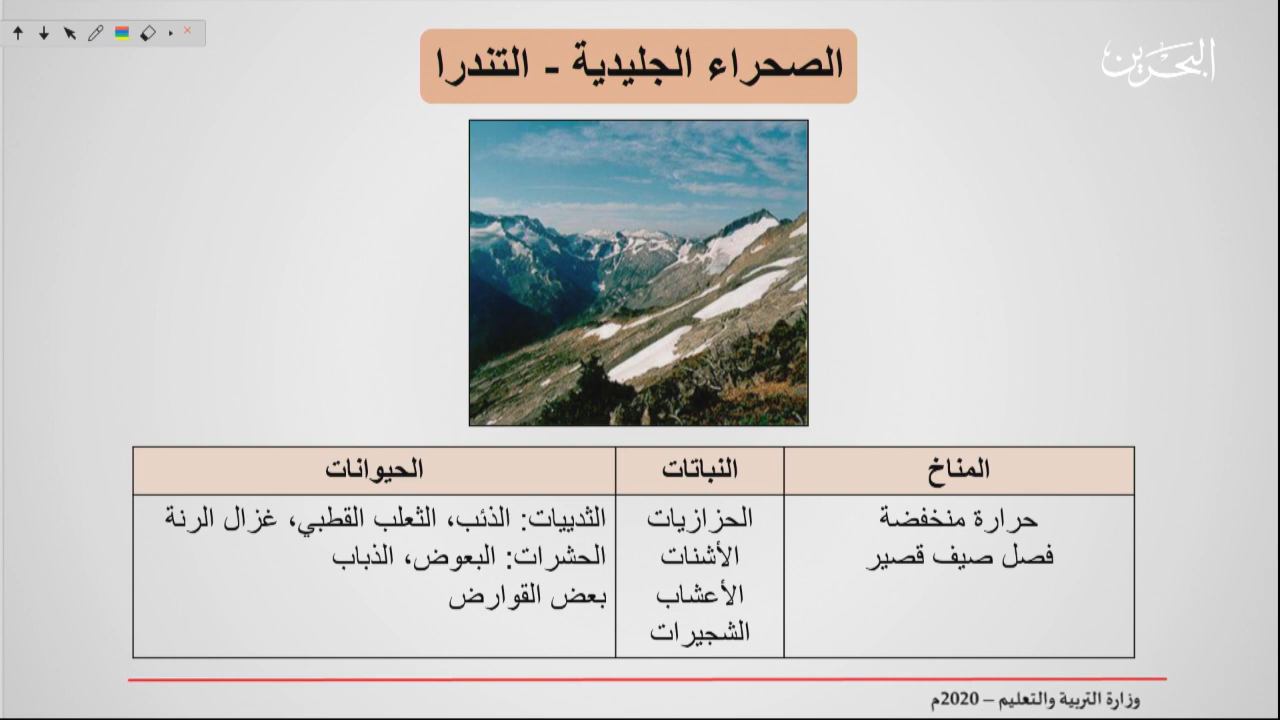 البحرين
الصحراء الجليدية - التندرا
المناخ
النباتات
الحيوانات
حرارة منخفضة
فصل صيف قصير
الحزازيات
الأشنات
الأعشاب
الشجيرات
الثدييات: الذئب، الثعلب القطبي، غزال الرنة
الحشرات: البعوض، الذباب
بعض القوارض
وزارة التربية والتعليم – 2020م